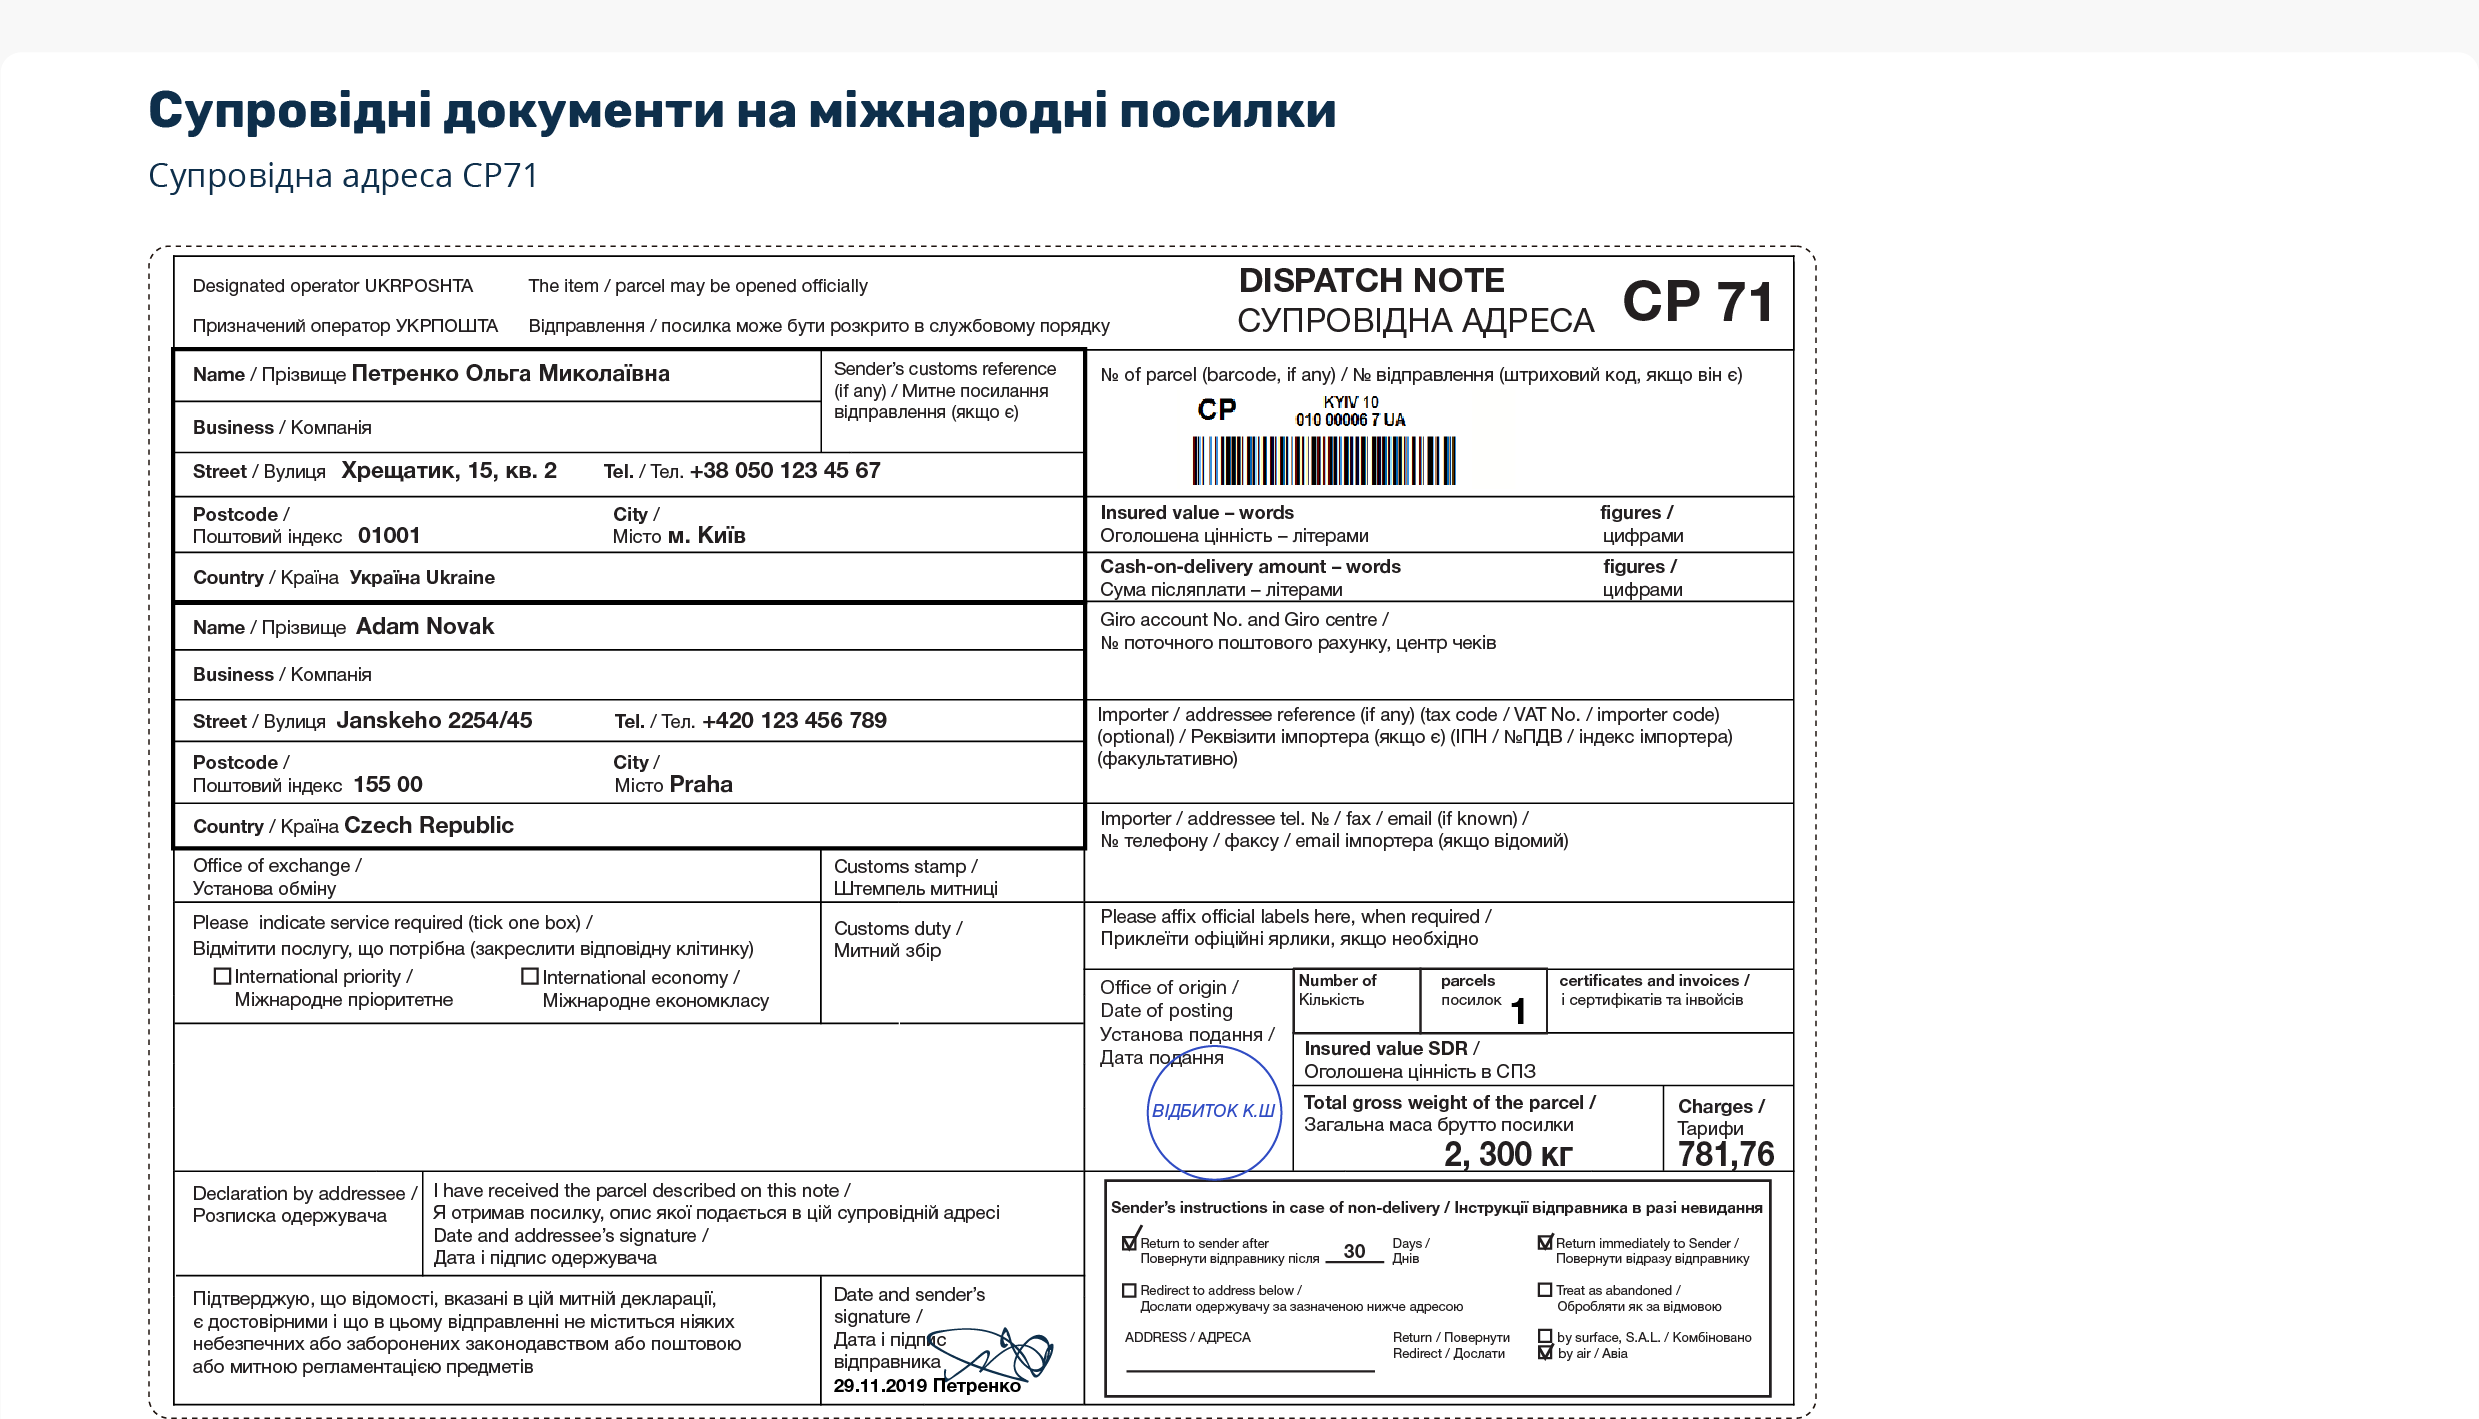 Супровідні документи на міжнародні посилки
Супровідна адреса CP71
Designated operator UKRPOSHTA
The item / parcel may be opened officially
Призначений оператор УКРПОШТА
Відправлення / посилка може бути розкрито в службовому порядку
DISPATCH NOTE
СУПРОВІДНА АДРЕСА
CP 71
Name / Прізвище Петренко Ольга Миколаївна
Business / Компанія
Sender's customs reference
(if any) / Митне посилання
відправлення (якщо є)
Street / Вулиця Хрещатик, 15, кв. 2
Tel. / Тел. +38 050 123 45 67
Postcode /
Поштовий індекс 01001
City /
Місто м. Київ
Country / Країна Україна Ukraine
Name / Прізвище Adam Novak
Business / Компанія
Street / Вулиця Janskeho 2254/45
Tel. / Тел. +420 123 456 789
Postcode /
Поштовий індекс 155 00
City /
Місто Praha
Country / Країна Czech Republic
№ of parcel (barcode, if any) / № відправлення (штриховий код, якщо він є)
CP
KYIV 10
010 00006 7 UA
Insured value – words
Оголошена цінність – літерами
figures /
цифрами
Cash-on-delivery amount – words
Сума післяплати – літерами
figures /
цифрами
Giro account No. and Giro centre /
№ поточного поштового рахунку, центр чеків
Importer / addressee reference (if any) (tax code / VAT No. / importer code)
(optional) / Реквізити імпортера (якщо є) (ІПН / №ПДВ / індекс імпортера)
(факультативно)
Importer / addressee tel. № / fax / email (if known) /
№ телефону / факсу / email імпортера (якщо відомий)
Office of exchange /
Установа обміну
Customs stamp /
Штемпель митниці
Please indicate service required (tick one box) /
Відмітити послугу, що потрібна (закреслити відповідну клітинку)
International priority /
Міжнародне пріоритетне
International economy /
Міжнародне економкласу
Customs duty /
Митний збір
Please affix official labels here, when required /
Приклеїти офіційні ярлики, якщо необхідно
Office of origin /
Date of posting
Установа подання /
Дата подання
ВІДБИТОК К.Ш
Number of
Кількість
parcels
посилок 1
certificates and invoices /
і сертифікатів та інвойсів
Insured value SDR /
Оголошена цінність в СПЗ
Total gross weight of the parcel /
Загальна маса брутто посилки
2, 300 кг
Charges /
Тарифи
781,76
Declaration by addressee /
Розписка одержувача
I have received the parcel described on this note /
Я отримав посилку, опис якої подається в цій супровідній адресі
Date and addressee's signature /
Дата і підпис одержувача
Підтверджую, що відомості, вказані в цій митній декларації,
є достовірними і що в цьому відправленні не міститься ніяких
небезпечних або заборонених законодавством або поштовою
або митною регламентацією предметів
Date and sender's
signature /
Дата і підпис
відправника
29.11.2019 Петренко
Sender's instructions in case of non-delivery / Інструкції відправника в разі невидання
Return to sender after
Повернути відправнику після 30
Days /
Днів
Return immediately to Sender /
Повернути відразу відправнику
Redirect to address below /
Дослати одержувачу за зазначеною нижче адресою
Treat as abandoned /
Обробляти як за відмовою
ADDRESS / АДРЕСА
Return / Повернути
Redirect / Дослати
by surface, S.A.L. / Комбіновано
by air / Авіа